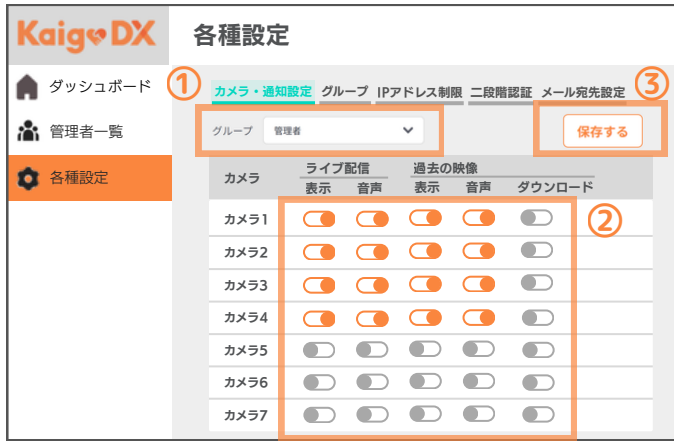 Kaigo DX
各種設定
ダッシュボード
管理者一覧
各種設定
①
カメラ・通知設定 グループ IPアドレス制限 二段階認証 メール宛先設定
③
グループ 管理者
保存する
カメラ ライブ配信 過去の映像
表示 音声 表示 音声 ダウンロード
カメラ1
②
カメラ2
カメラ3
カメラ4
カメラ5
カメラ6
カメラ7